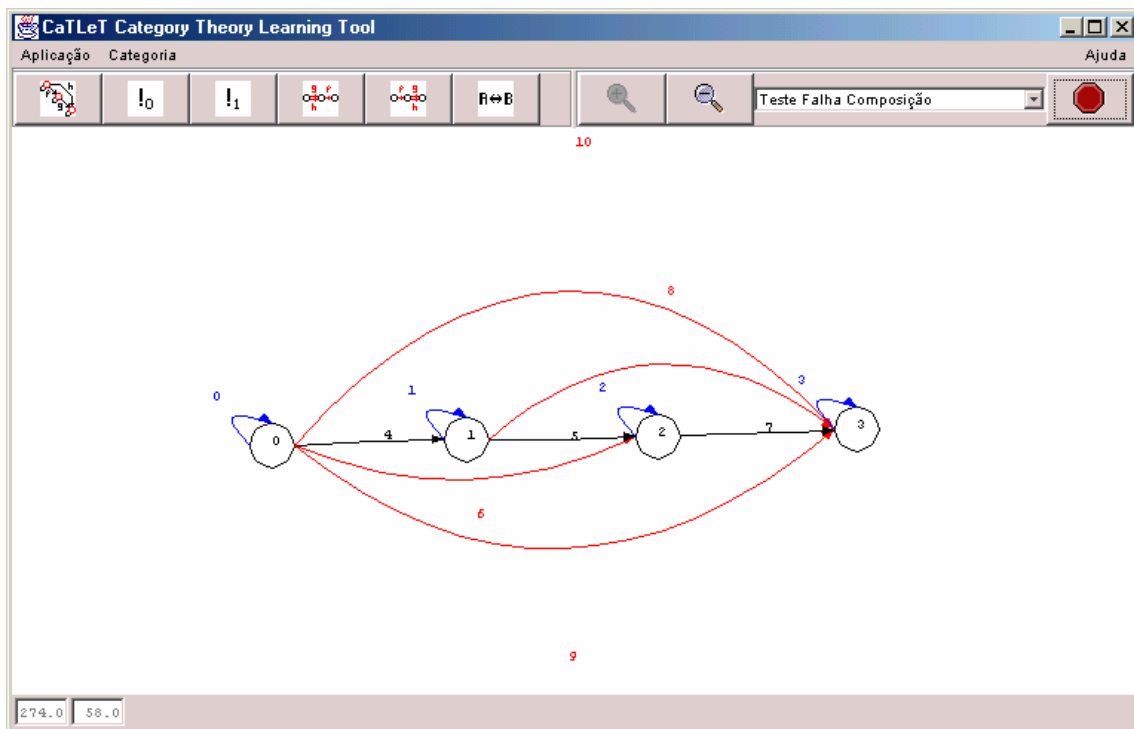 CaTLeT Category Theory Learning Tool
Aplicação Categoria Ajuda
!0 !1 A⇔B Teste Falha Composição
10
8
0 1 2 3
0 4 1 5 2 7 3
6
9
274.0 58.0